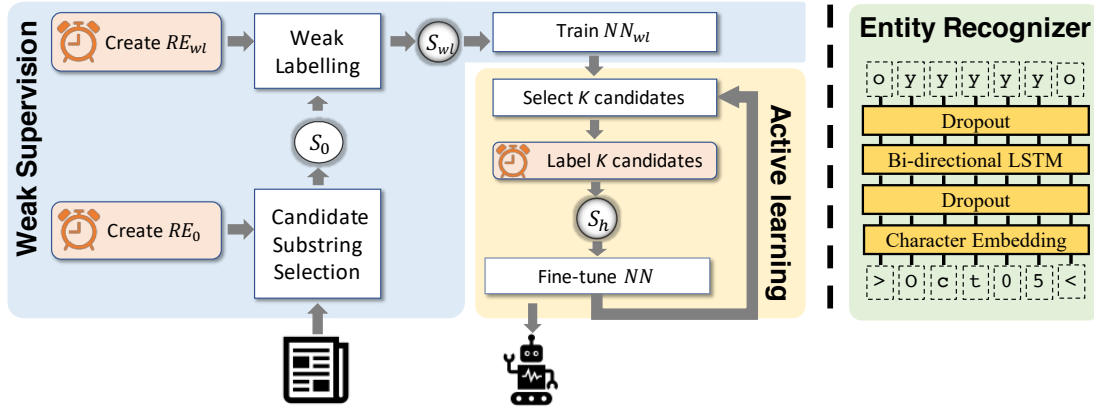 Weak Supervision
Create RE_wl
Weak
Labelling
S_wl
Train NN_wl
S_0
Create RE_0
Candidate
Substring
Selection
Active learning
Select K candidates
Label K candidates
S_h
Fine-tune NN
Entity Recognizer
o y y y y y o
Dropout
Bi-directional LSTM
Dropout
Character Embedding
> O c t 0 5 <